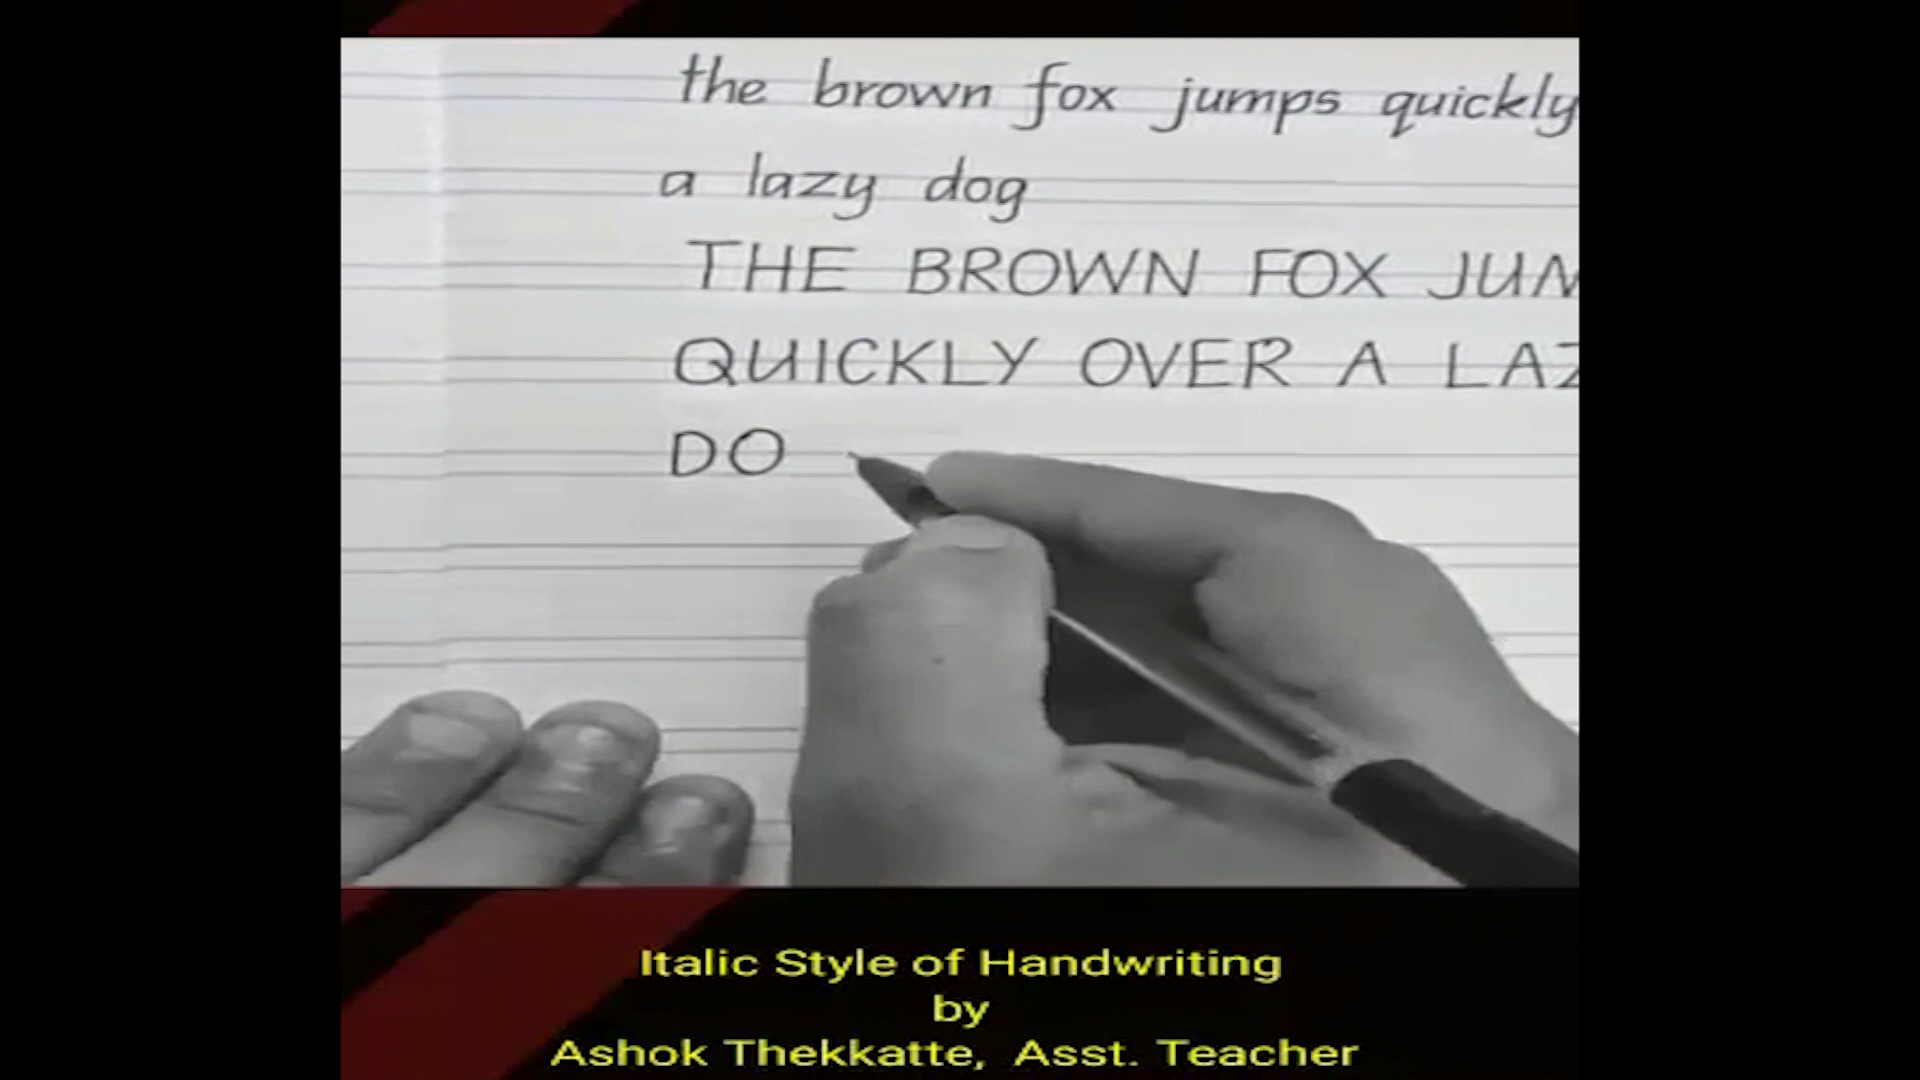 the brown fox jumps quickly
a lazy dog
THE BROWN FOX JUM
QUICKLY OVER A LAZ
DO
Italic Style of Handwriting
by
Ashok Thekkatte, Asst. Teacher